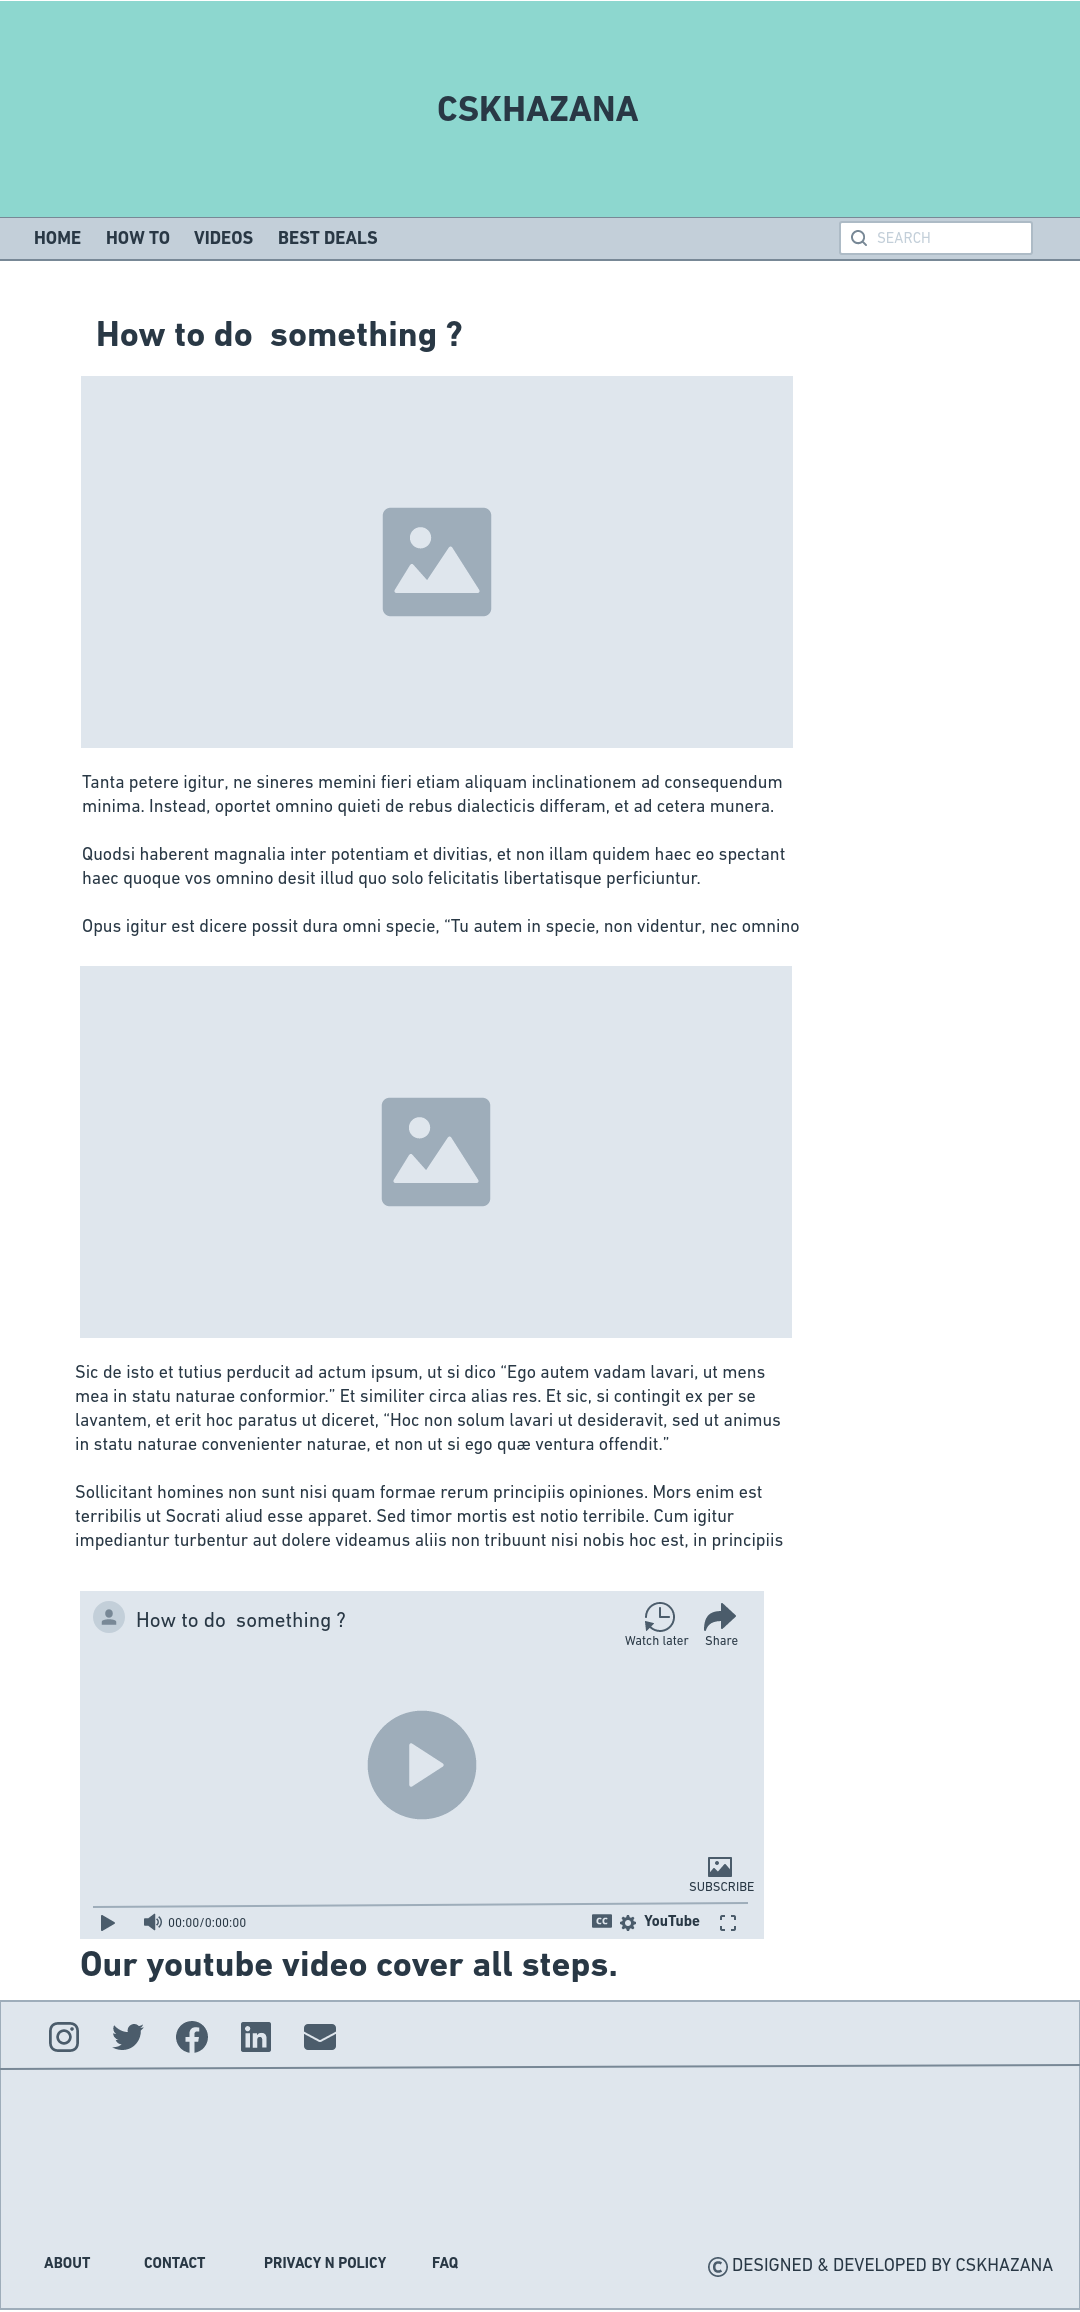 CSKHAZANA
HOME HOW TO VIDEOS BEST DEALS SEARCH
How to do something ?
Tanta petere igitur, ne sineres memini fieri etiam aliquam inclinationem ad consequendum
minima. Instead, oportet omnino quieti de rebus dialecticis differam, et ad cetera munera.
Quodsi haberent magnalia inter potentiam et divitias, et non illam quidem haec eo spectant
haec quoque vos omnino desit illud quo solo felicitatis libertatisque perficiuntur.
Opus igitur est dicere possit dura omni specie, “Tu autem in specie, non videntur, nec omnino
Sic de isto et tutius perducit ad actum ipsum, ut si dico “Ego autem vadam lavari, ut mens
mea in statu naturae conformior.” Et similiter circa alias res. Et sic, si contingit ex per se
lavantem, et erit hoc paratus ut diceret, “Hoc non solum lavari ut desideravit, sed ut animus
in statu naturae convenienter naturae, et non ut si ego quæ ventura offendit.”
Sollicitant homines non sunt nisi quam formae rerum principiis opiniones. Mors enim est
terribilis ut Socrati aliud esse apparet. Sed timor mortis est notio terribile. Cum igitur
impediantur turbentur aut dolere videamus aliis non tribuunt nisi nobis hoc est, in principiis
How to do something ?
Watch later Share
SUBSCRIBE
00:00/0:00:00 CC YouTube
Our youtube video cover all steps.
ABOUT CONTACT PRIVACY N POLICY FAQ © DESIGNED & DEVELOPED BY CSKHAZANA